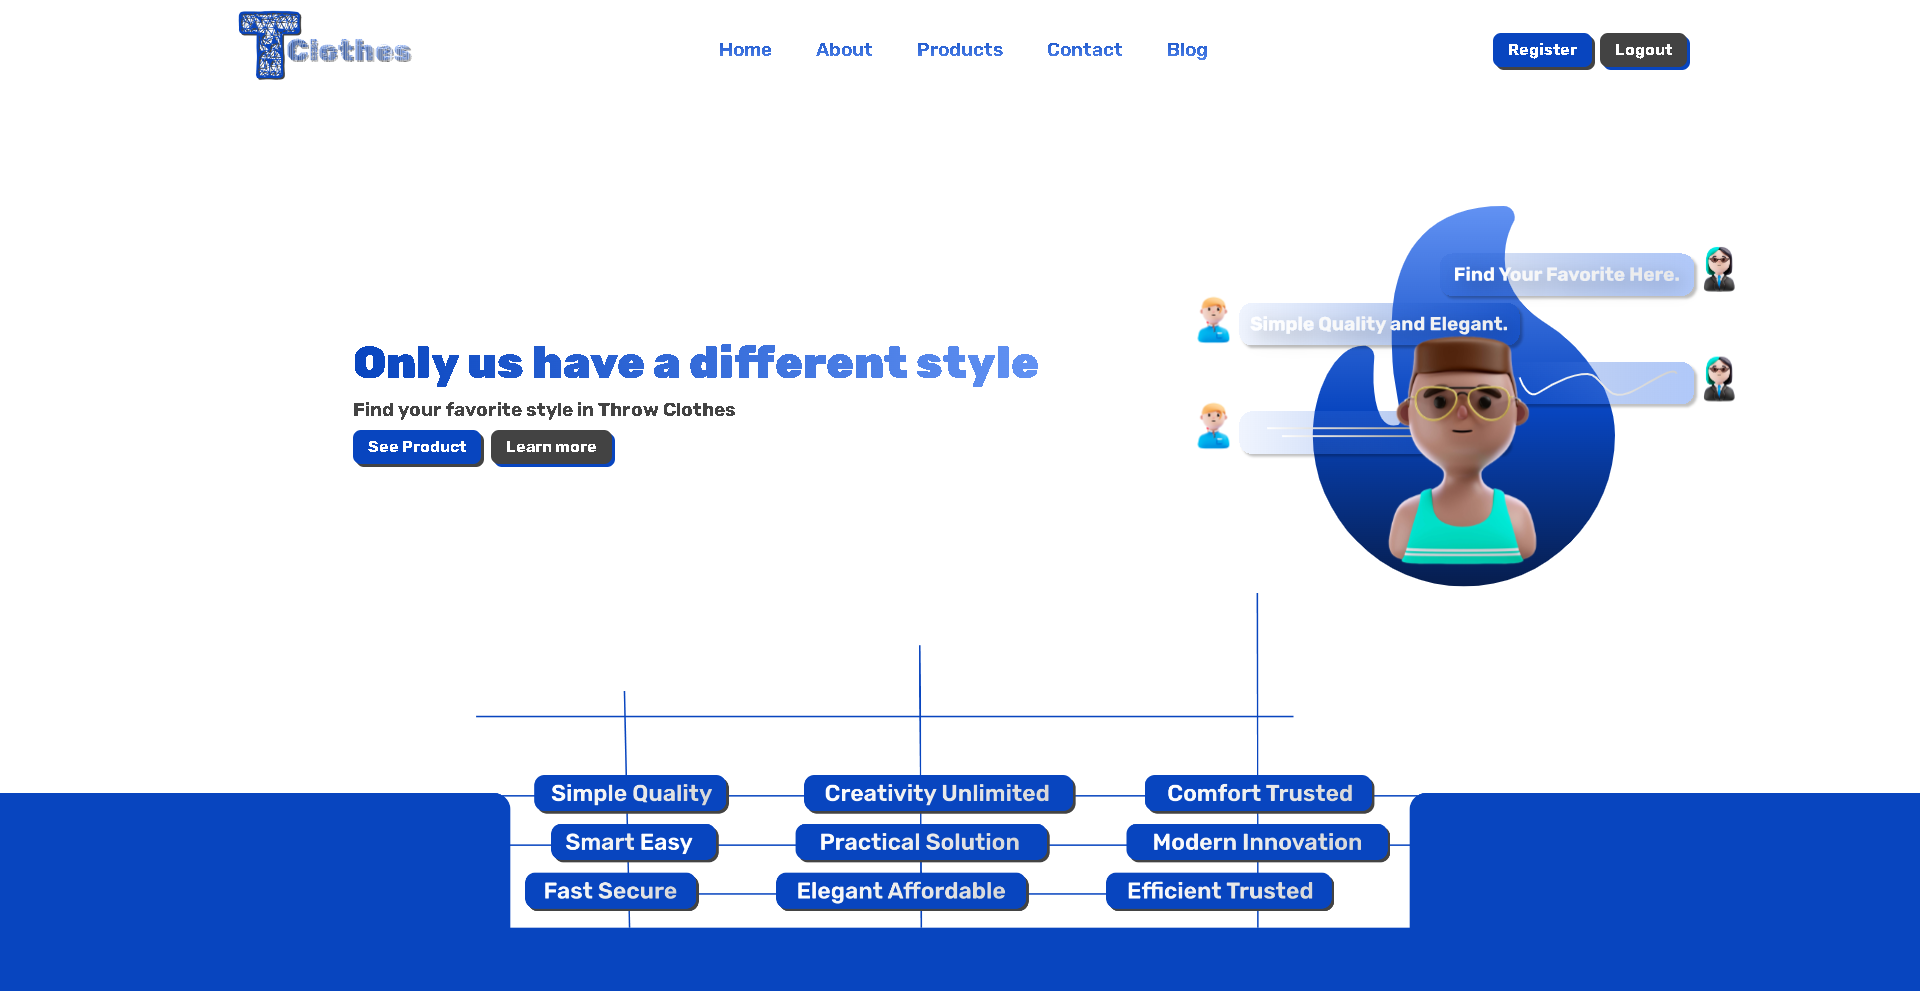 T Clothes
Home About Products Contact Blog
Register Logout
Find Your Favorite Here.
Simple Quality and Elegant.
Only us have a different style
Find your favorite style in Throw Clothes
See Product Learn more
Simple Quality Creativity Unlimited Comfort Trusted
Smart Easy Practical Solution Modern Innovation
Fast Secure Elegant Affordable Efficient Trusted